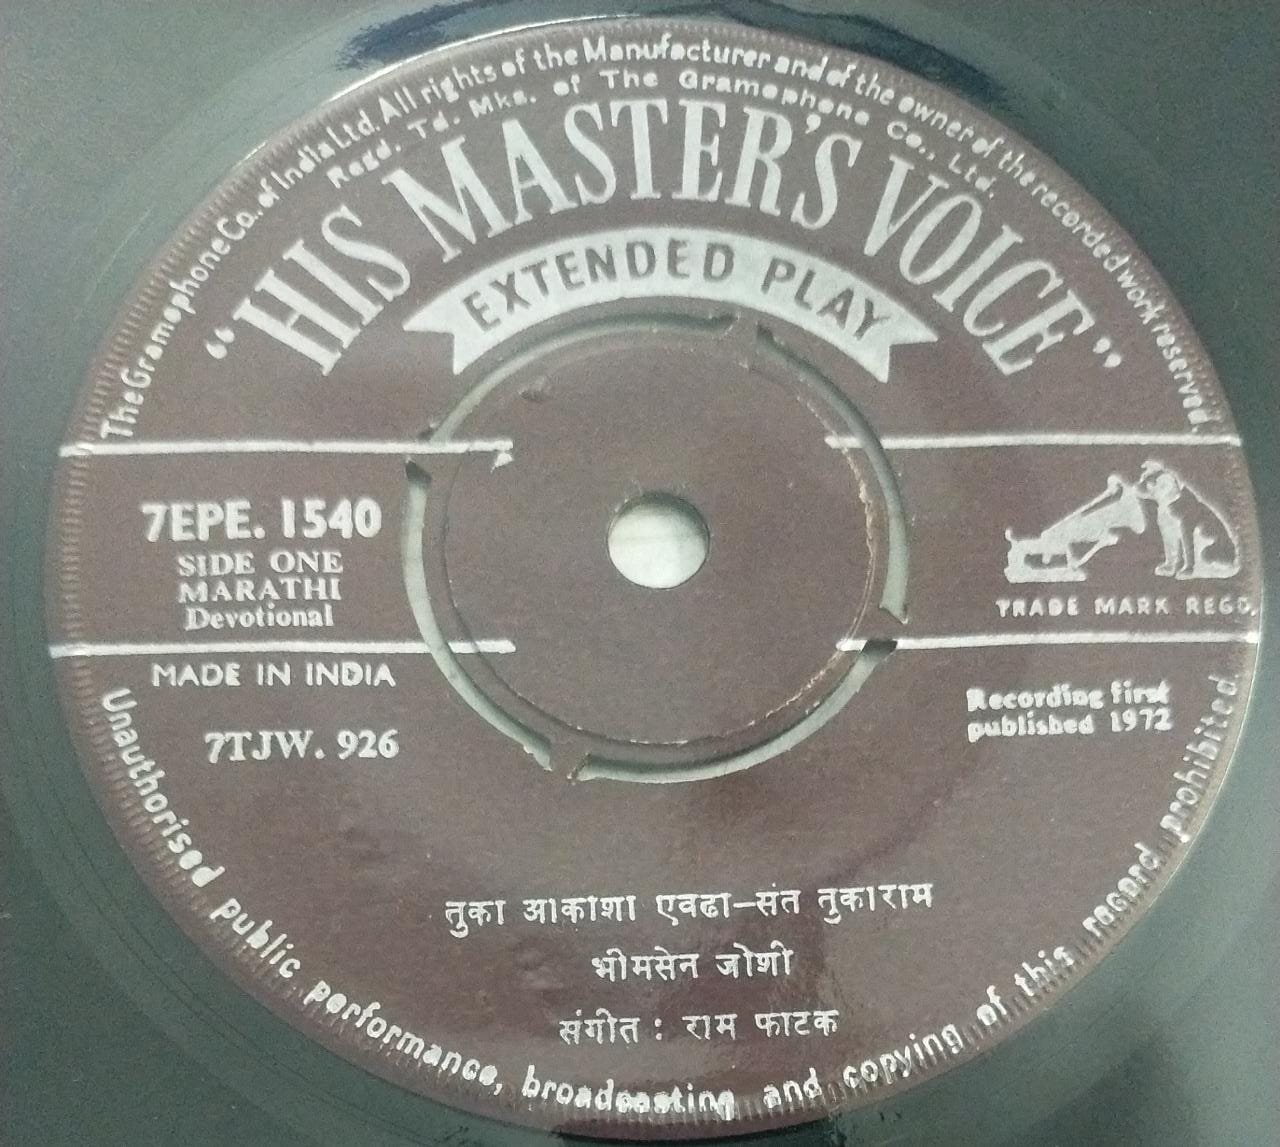 The Gramophone Co. of India Ltd. All rights of the Manufacturer and of the owner of the recorded work reserved.
Regd. Td. Mks. of The Gramophone Co., Ltd.
“HIS MASTER'S VOICE”
EXTENDED PLAY
7EPE. 1540
SIDE ONE
MARATHI
Devotional
TRADE MARK REGD.
MADE IN INDIA
7TJW. 926
Recording first
published 1972
तुका आकाशा एवढा—संत तुकाराम
भीमसेन जोशी
संगीत : राम फाटक
Unauthorised public performance, broadcasting and copying of this record prohibited.